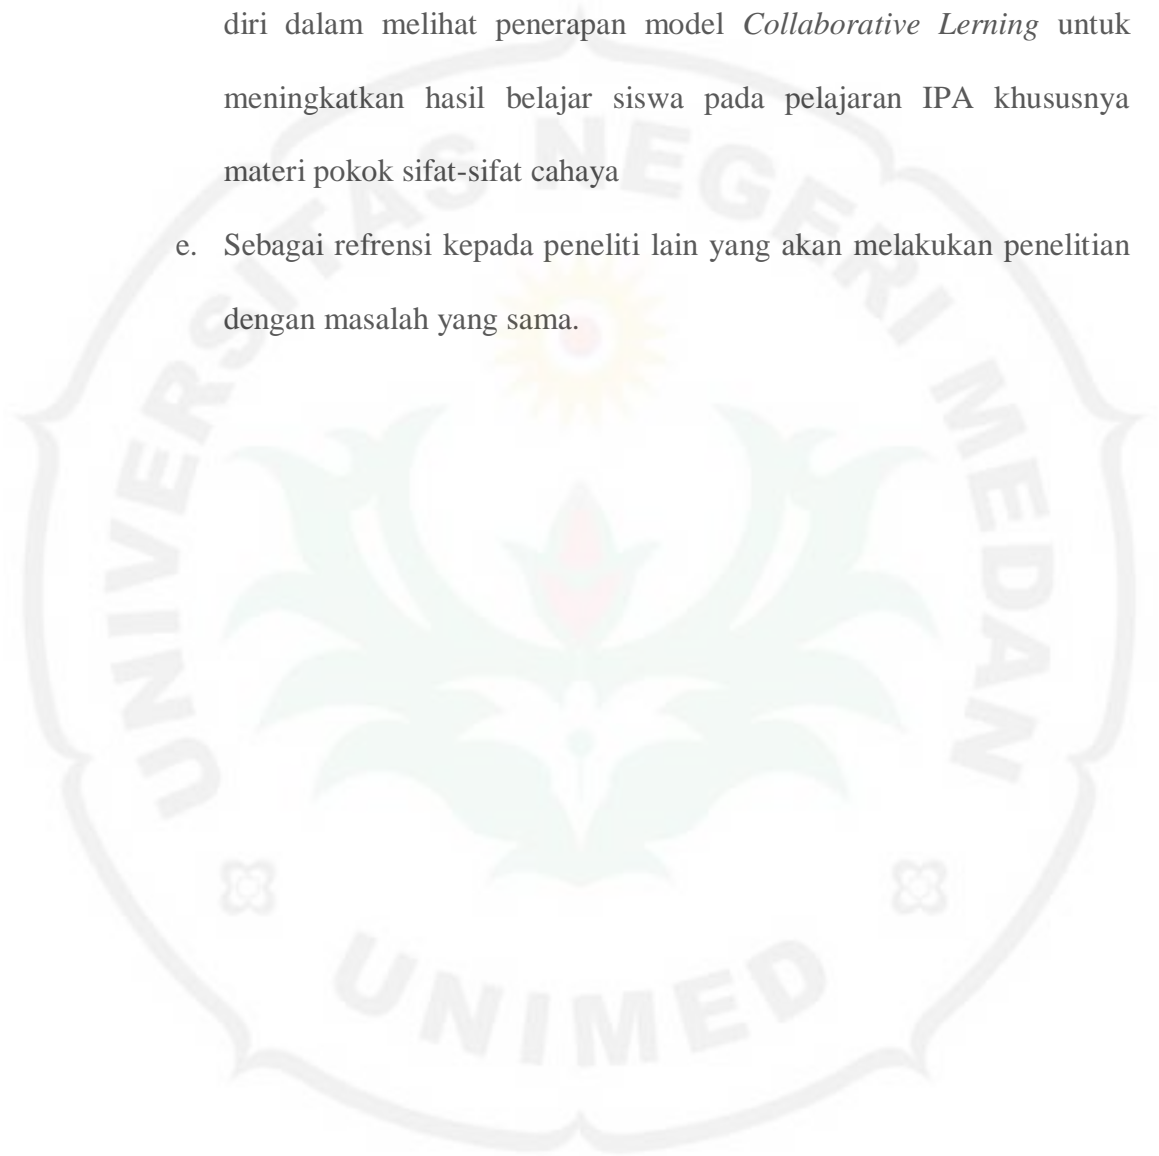 diri dalam melihat penerapan model Collaborative Lerning untuk
meningkatkan hasil belajar siswa pada pelajaran IPA khususnya
materi pokok sifat-sifat cahaya
e. Sebagai refrensi kepada peneliti lain yang akan melakukan penelitian
dengan masalah yang sama.
UNIVERSITAS NEGERI MEDAN
UNIMED